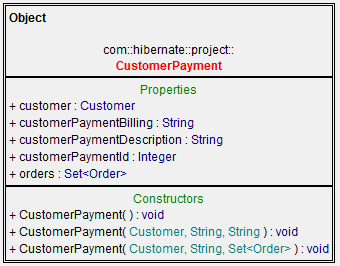 Object
com::hibernate::project::
CustomerPayment
Properties
+ customer : Customer
+ customerPaymentBilling : String
+ customerPaymentDescription : String
+ customerPaymentId : Integer
+ orders : Set<Order>
Constructors
+ CustomerPayment( ) : void
+ CustomerPayment( Customer, String, String ) : void
+ CustomerPayment( Customer, String, Set<Order> ) : void